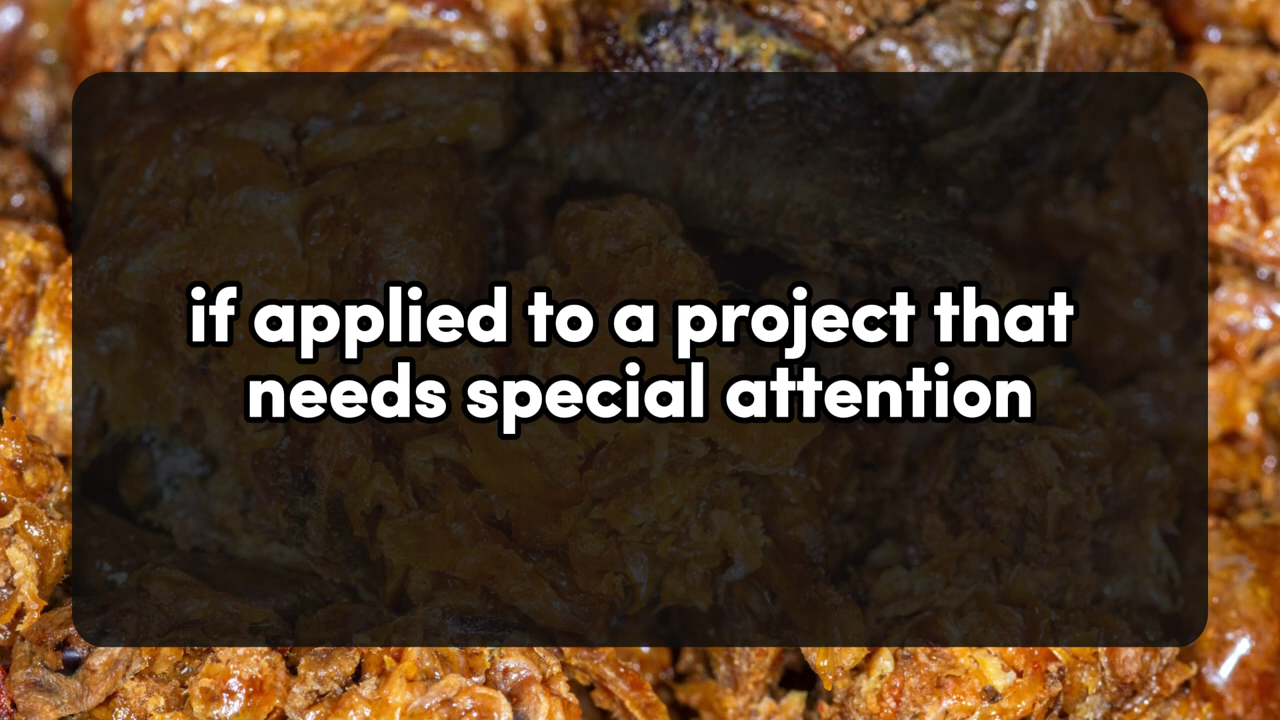 if applied to a project that
needs special attention